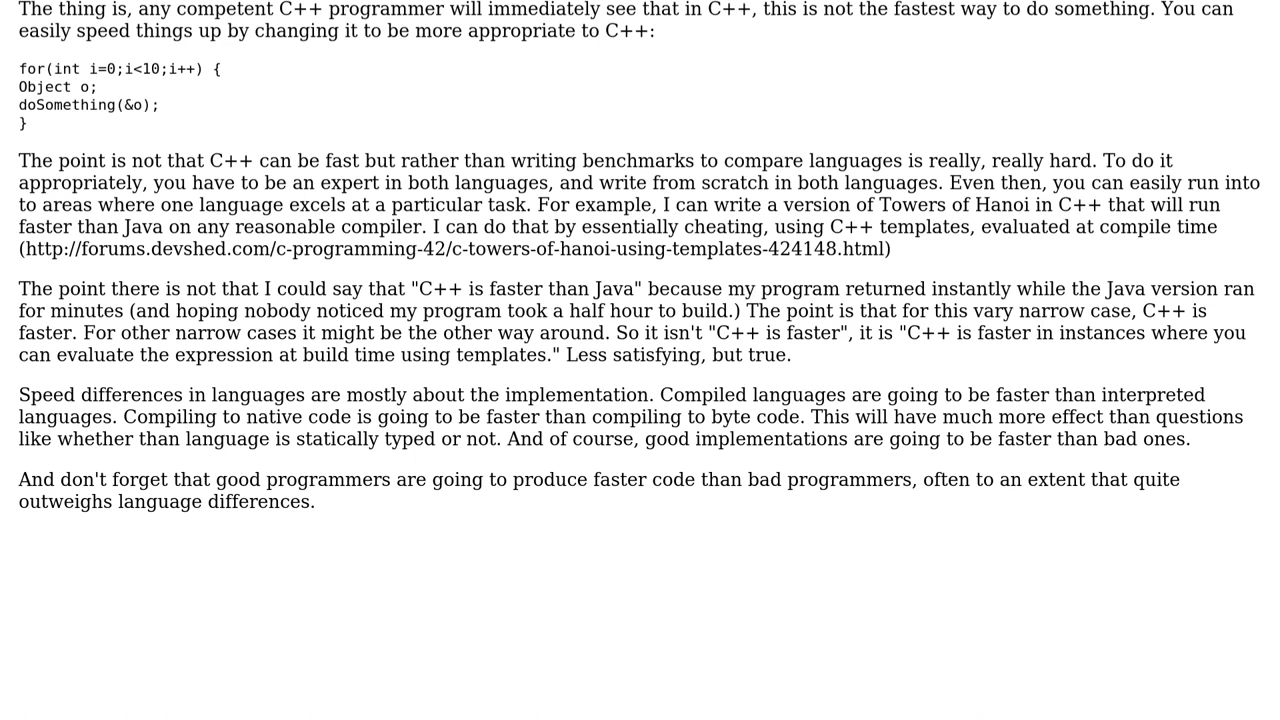 The thing is, any competent C++ programmer will immediately see that in C++, this is not the fastest way to do something. You can
easily speed things up by changing it to be more appropriate to C++:
for(int i=0;i<10;i++) {
Object o;
doSomething(&o);
}
The point is not that C++ can be fast but rather than writing benchmarks to compare languages is really, really hard. To do it
appropriately, you have to be an expert in both languages, and write from scratch in both languages. Even then, you can easily run into
to areas where one language excels at a particular task. For example, I can write a version of Towers of Hanoi in C++ that will run
faster than Java on any reasonable compiler. I can do that by essentially cheating, using C++ templates, evaluated at compile time
(http://forums.devshed.com/c-programming-42/c-towers-of-hanoi-using-templates-424148.html)
The point there is not that I could say that "C++ is faster than Java" because my program returned instantly while the Java version ran
for minutes (and hoping nobody noticed my program took a half hour to build.) The point is that for this vary narrow case, C++ is
faster. For other narrow cases it might be the other way around. So it isn't "C++ is faster", it is "C++ is faster in instances where you
can evaluate the expression at build time using templates." Less satisfying, but true.
Speed differences in languages are mostly about the implementation. Compiled languages are going to be faster than interpreted
languages. Compiling to native code is going to be faster than compiling to byte code. This will have much more effect than questions
like whether than language is statically typed or not. And of course, good implementations are going to be faster than bad ones.
And don't forget that good programmers are going to produce faster code than bad programmers, often to an extent that quite
outweighs language differences.